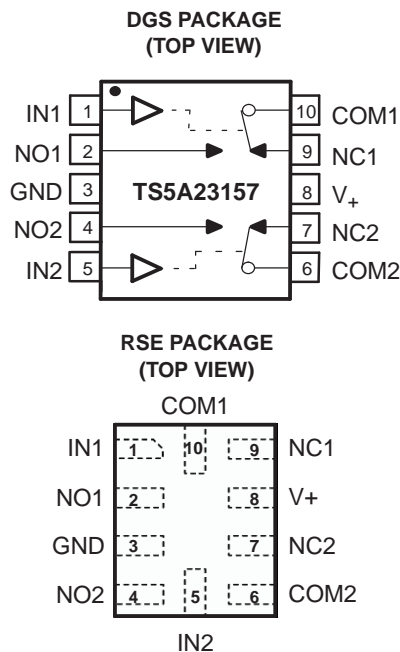 DGS PACKAGE
(TOP VIEW)
IN1 1 10 COM1
NO1 2 9 NC1
GND 3 TS5A23157 8 V+
NO2 4 7 NC2
IN2 5 6 COM2
RSE PACKAGE
(TOP VIEW)
COM1
IN1 1 10 9 NC1
NO1 2 8 V+
GND 3 7 NC2
NO2 4 5 6 COM2
IN2